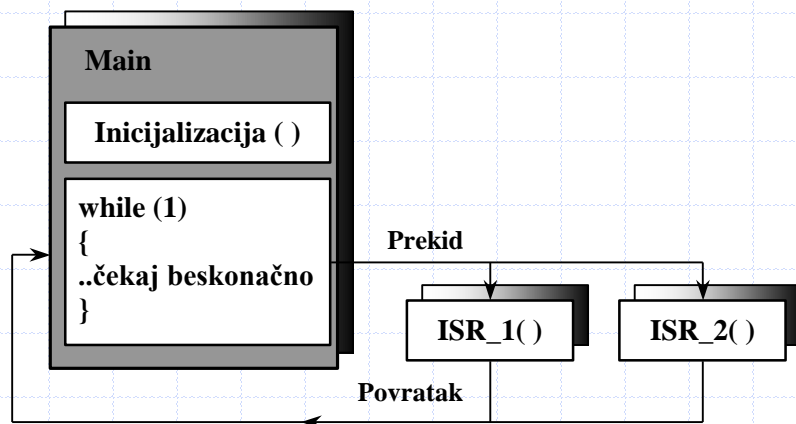 Main
Inicijalizacija ( )
while (1)
{
..čekaj beskonačno
}
Prekid
ISR_1( )
ISR_2( )
Povratak